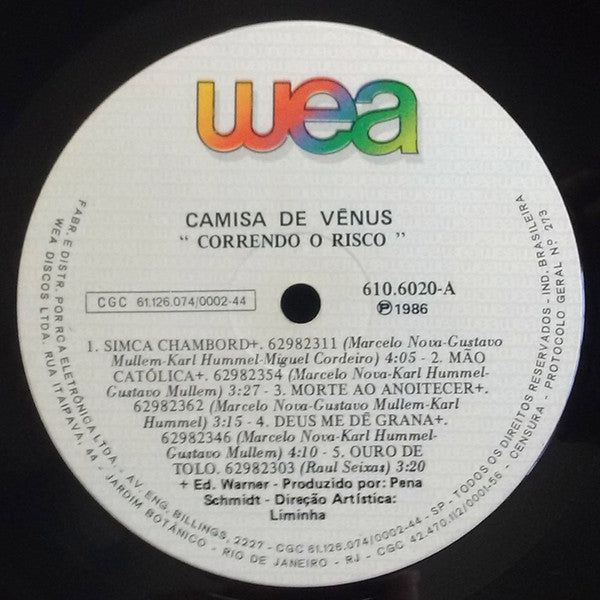 wea
CAMISA DE VÊNUS
“ CORRENDO O RISCO ”
CGC 61.126.074/0002-44
610.6020-A
Ⓟ1986
1. SIMCA CHAMBORD+. 62982311 (Marcelo Nova-Gustavo
Mullem-Karl Hummel-Miguel Cordeiro) 4:05 - 2. MÃO
CATÓLICA+. 62982354 (Marcelo Nova-Karl Hummel-
Gustavo Mullem) 3:27 - 3. MORTE AO ANOITECER+.
62982362 (Marcelo Nova-Gustavo Mullem-Karl
Hummel) 3:15 - 4. DEUS ME DÊ GRANA+.
62982346 (Marcelo Nova-Karl Hummel-
Gustavo Mullem) 4:10 - 5. OURO DE
TOLO. 62982303 (Raul Seixas) 3:20
+ Ed. Warner - Produzido por: Pena
Schmidt - Direção Artística:
Liminha
FABR. E DISTR. POR RCA ELETRÔNICA LTDA. - AV. ENG. BILLINGS, 2227 - CGC 61.126.074/0002-44 - SP - TODOS OS DIREITOS RESERVADOS - IND. BRASILEIRA
WEA DISCOS LTDA. RUA ITAIPAVA, 44 - JARDIM BOTÂNICO - RIO DE JANEIRO - RJ - CGC 42.470.112/0001-56 - CENSURA - PROTOCOLO GERAL Nº 273